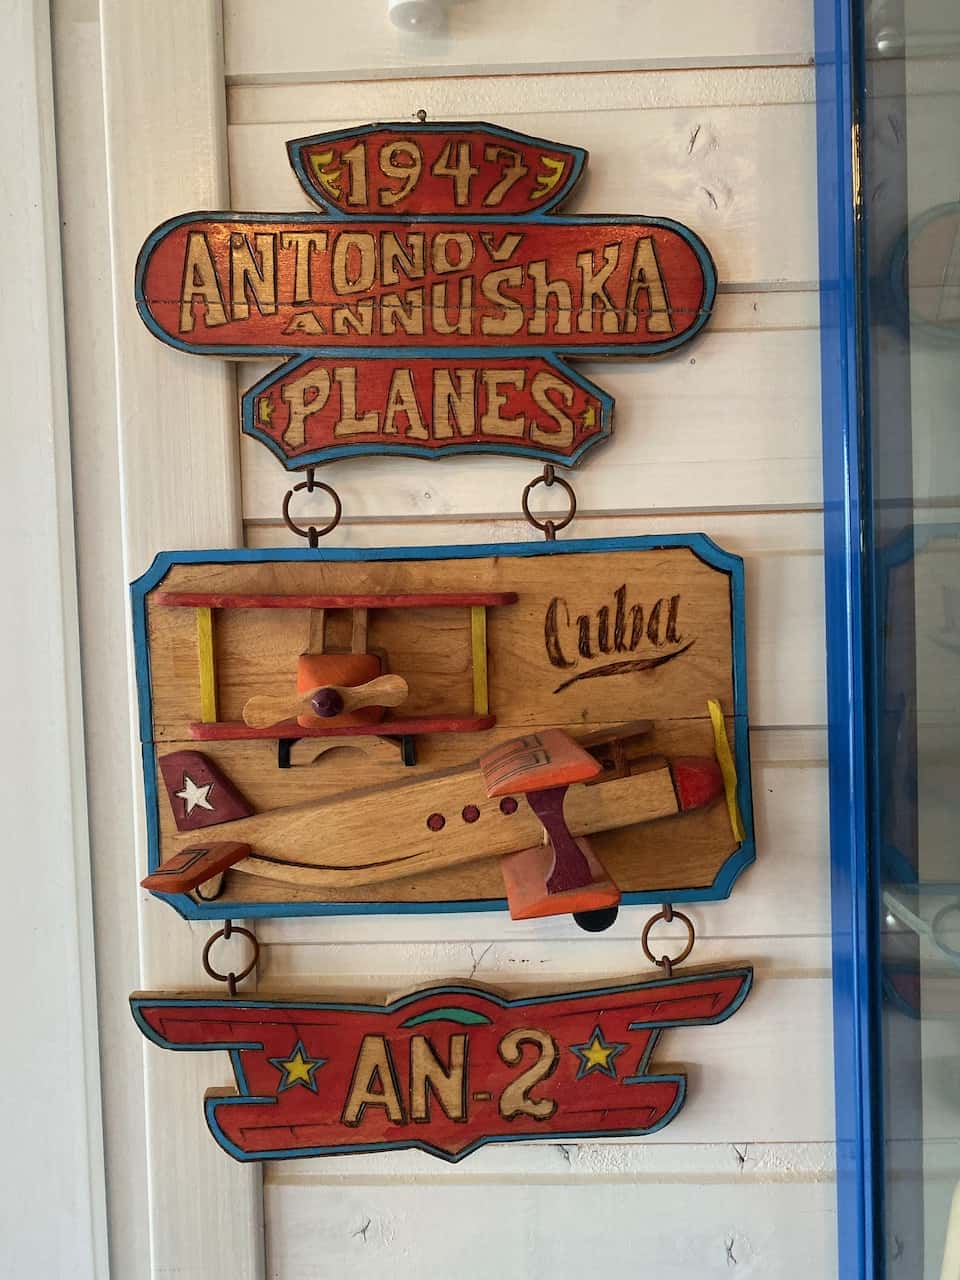 1947
ANTONOV
ANNUShKA
PLANES
Cuba
AN-2